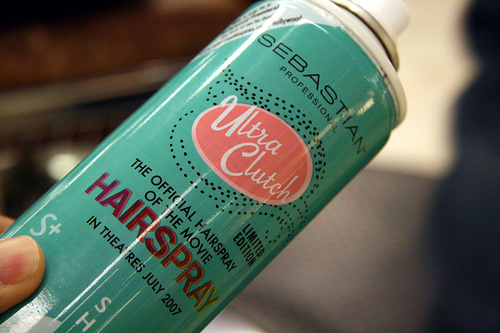 SEBASTIAN
PROFESSIONAL
Ultra
Clutch
LIMITED
EDITION
THE OFFICIAL HAIRSPRAY
OF THE MOVIE
HAIRSPRAY
IN THEATRES JULY 2007
S+
S
H